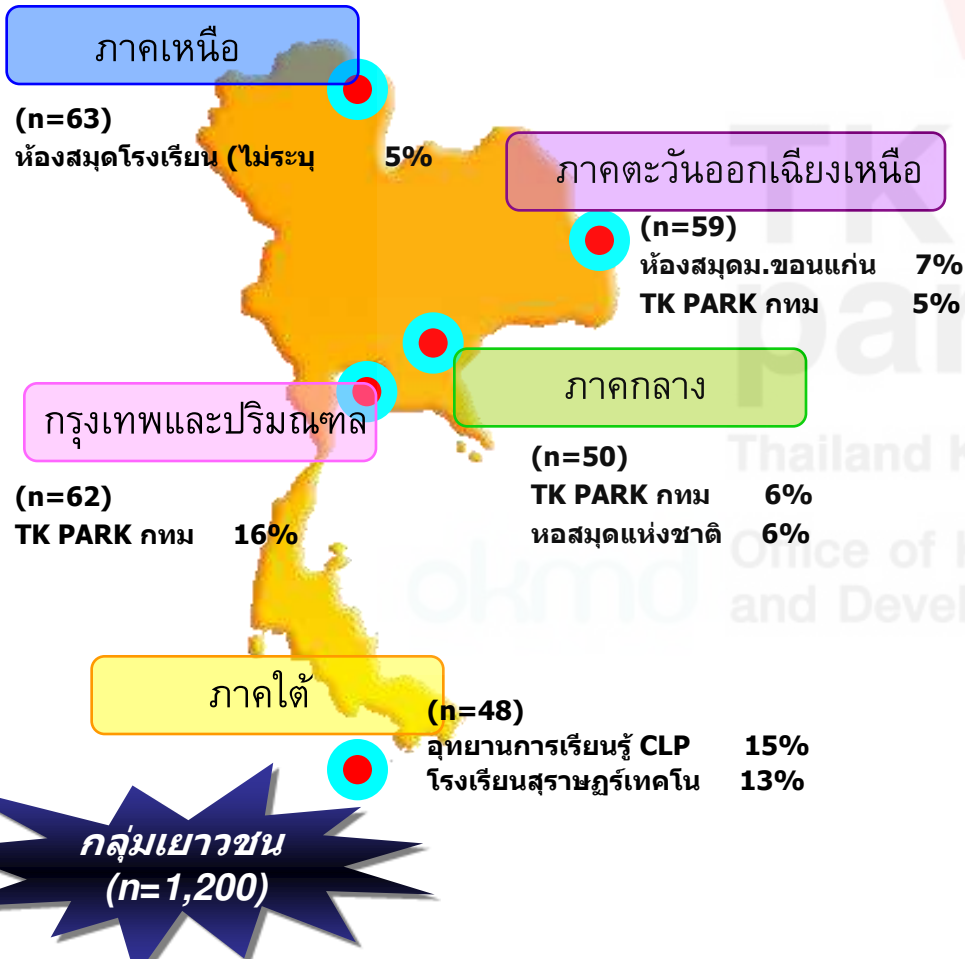 ภาคเหนือ
(n=63)
ห้องสมุดโรงเรียน (ไม่ระบุ 5%
ภาคตะวันออกเฉียงเหนือ
(n=59)
ห้องสมุดม.ขอนแก่น 7%
TK PARK กทม 5%
ภาคกลาง
(n=50)
TK PARK กทม 6%
หอสมุดแห่งชาติ 6%
กรุงเทพและปริมณฑล
(n=62)
TK PARK กทม 16%
ภาคใต้
(n=48)
อุทยานการเรียนรู้ CLP 15%
โรงเรียนสุราษฎร์เทคโน 13%
กลุ่มเยาวชน
(n=1,200)
TK
par
Thailand K
okmd
Office of K
and Devel